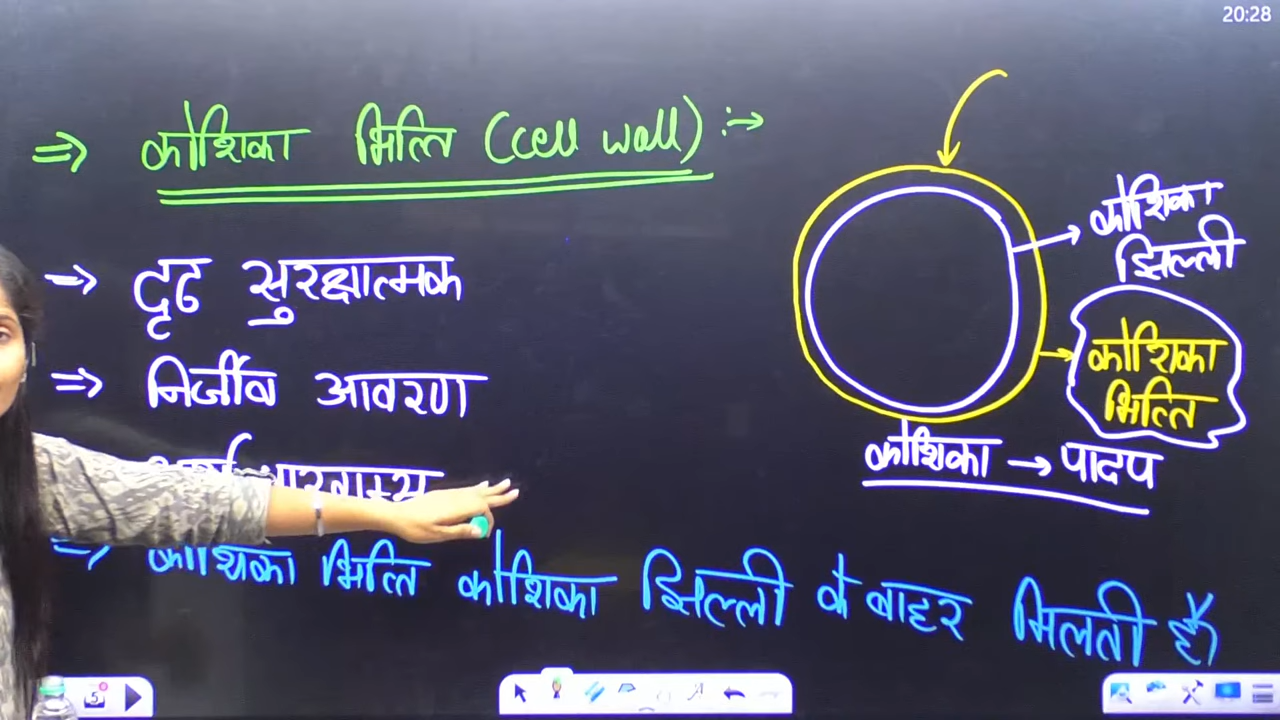 20:28
⇒ कोशिका भित्ति (cell wall) :→
⇒ दृढ सुरक्षात्मक
⇒ निर्जीव आवरण
⇒ कोशिका भित्ति कोशिका झिल्ली के बाहर मिलती है।
→ कोशिका
झिल्ली
→ कोशिका
भित्ति
कोशिका → पादप